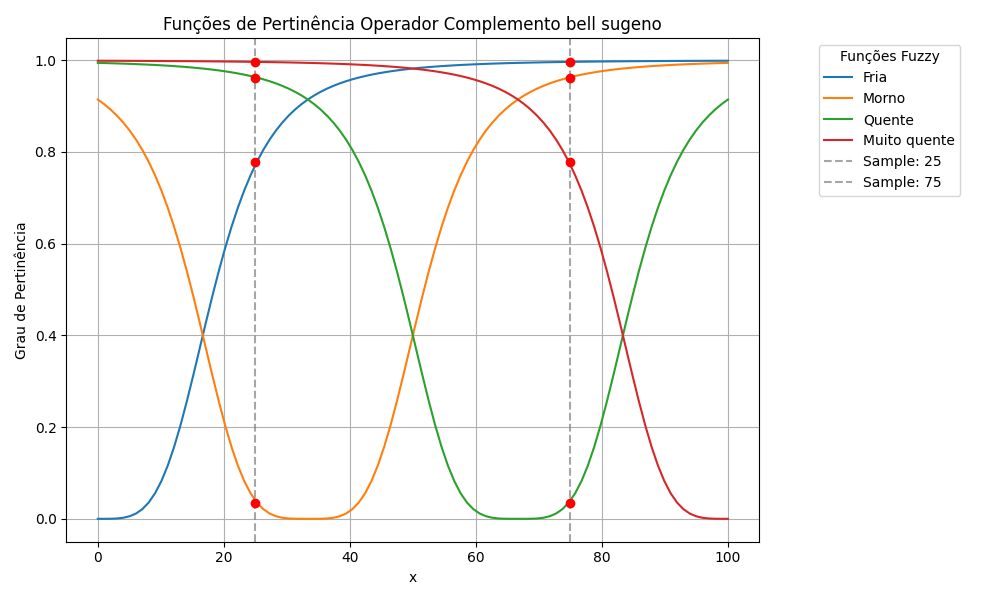 Funções de Pertinência Operador Complemento bell sugeno
Grau de Pertinência
1.0
0.8
0.6
0.4
0.2
0.0
0
20
40
60
80
100
x
Funções Fuzzy
Fria
Morno
Quente
Muito quente
Sample: 25
Sample: 75